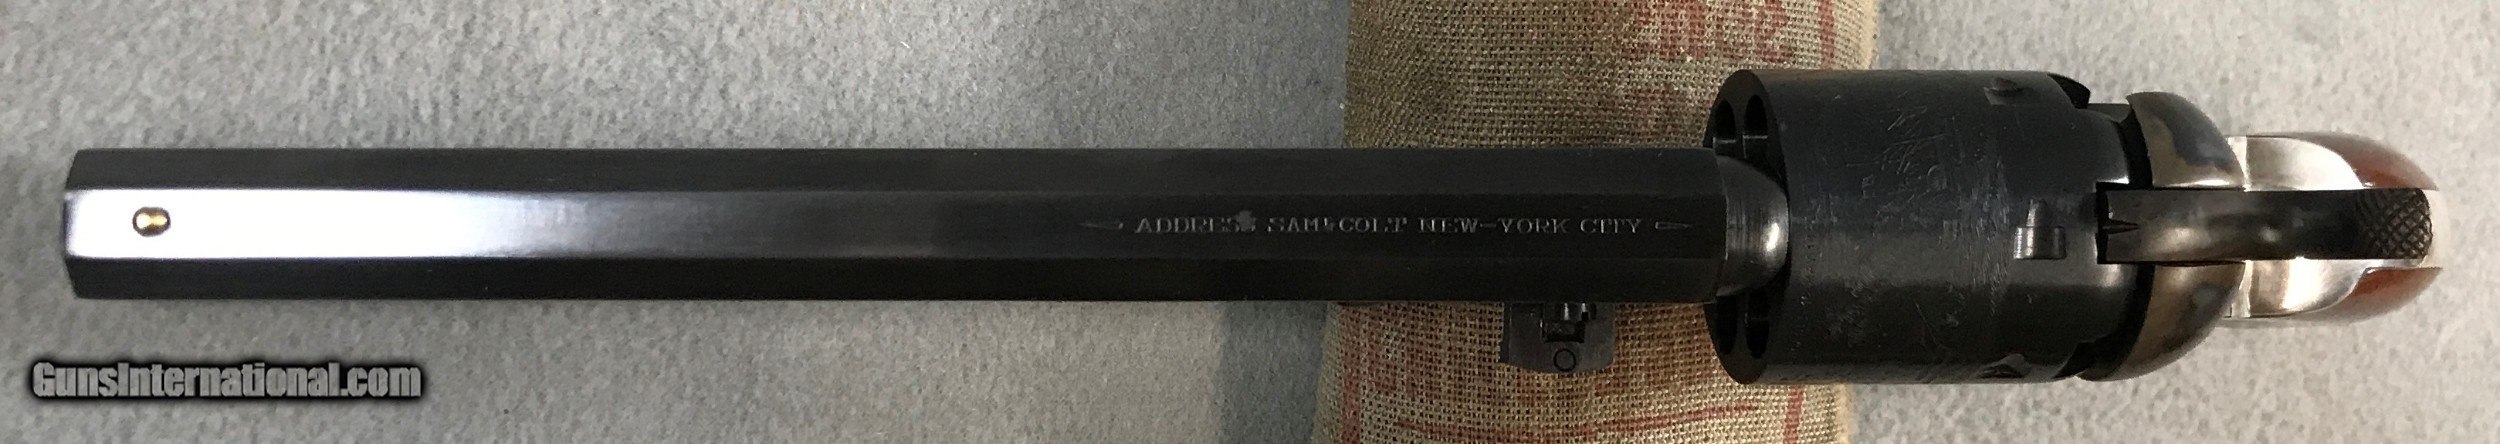 ADDRESS SAML COLT NEW-YORK CITY
GunsInternational.com